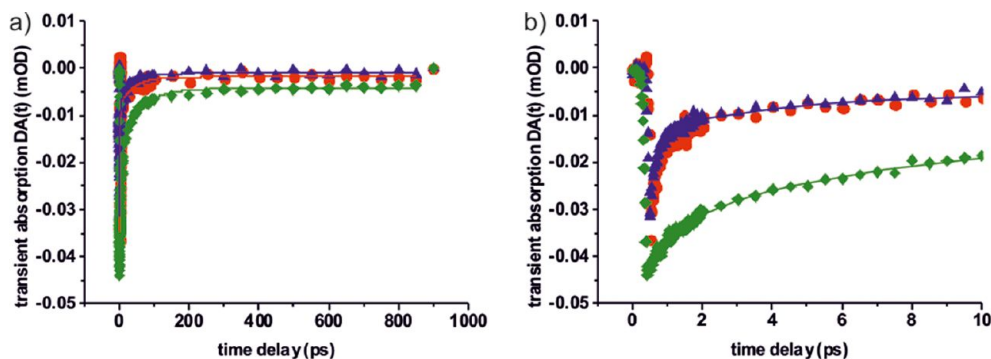 a)
0.01
0.00
-0.01
-0.02
-0.03
-0.04
-0.05
transient absorption DA(t) (mOD)
0 200 400 600 800 1000
time delay (ps)
b)
0.01
0.00
-0.01
-0.02
-0.03
-0.04
-0.05
transient absorption DA(t) (mOD)
0 2 4 6 8 10
time delay (ps)